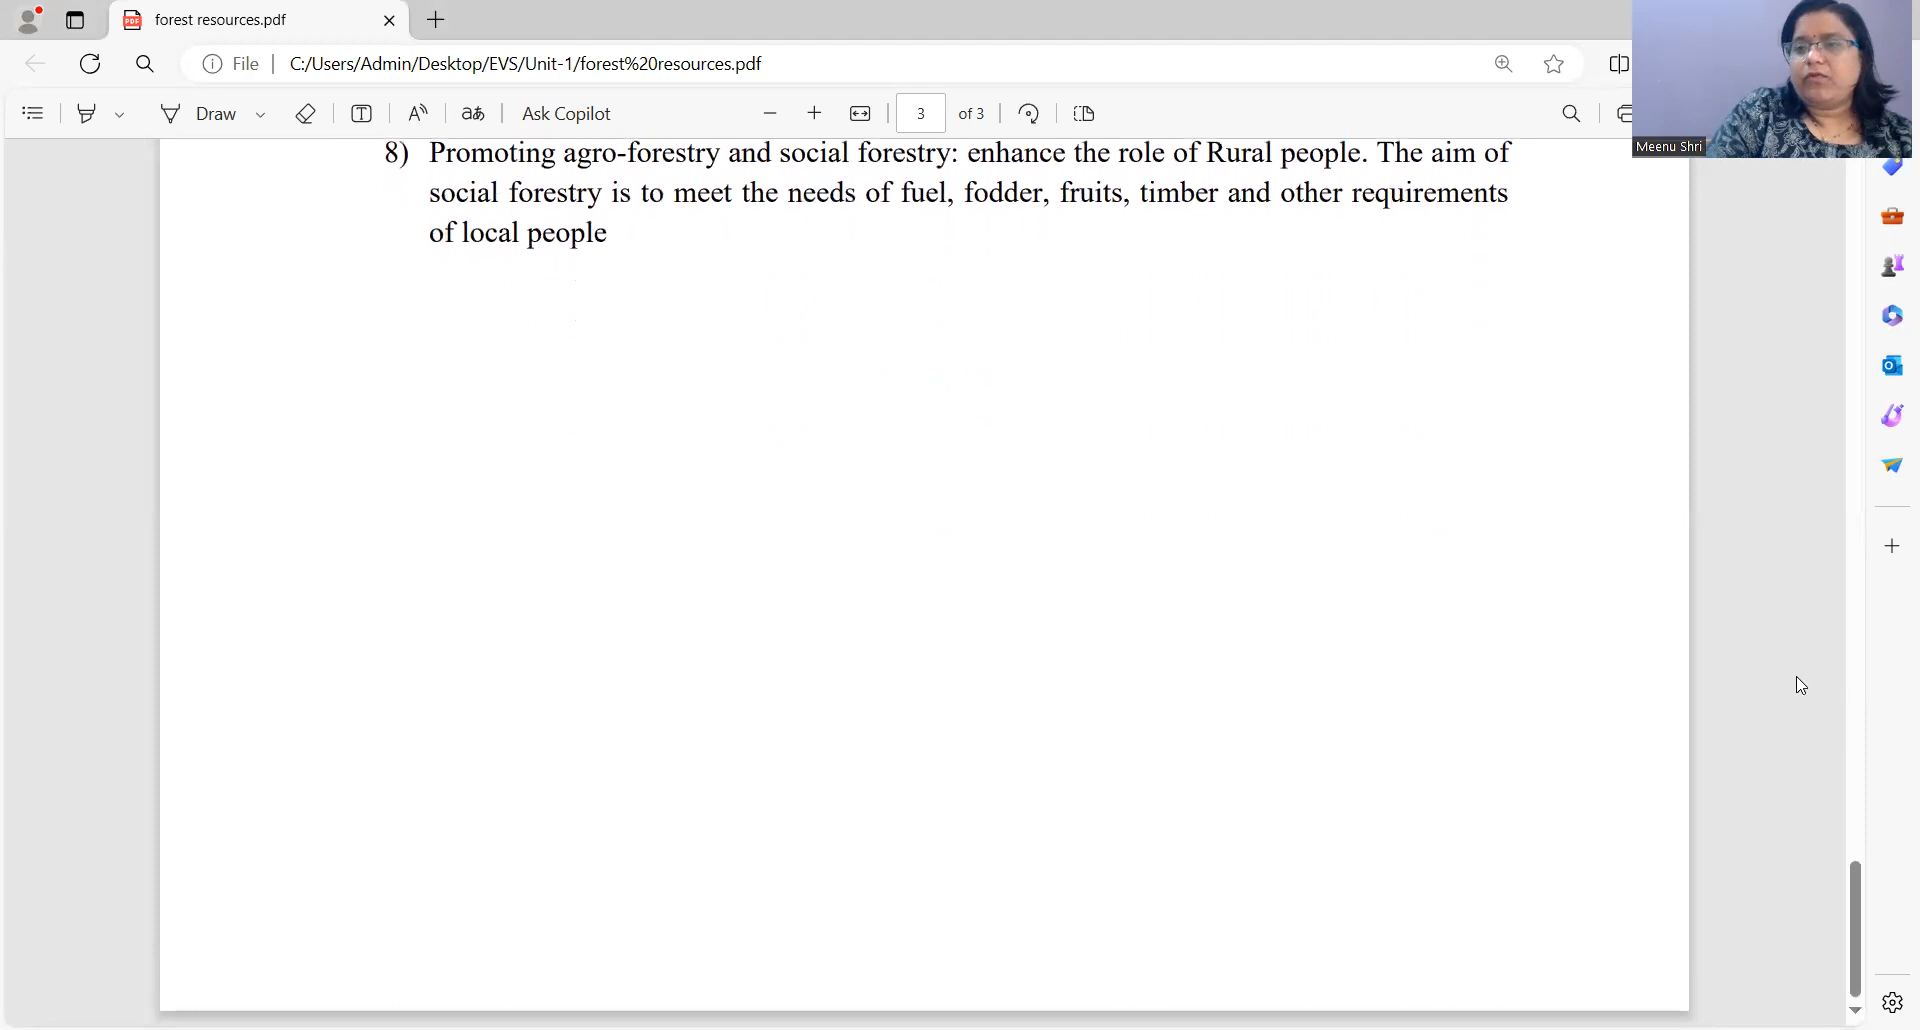 forest resources.pdf
File
C:/Users/Admin/Desktop/EVS/Unit-1/forest%20resources.pdf
Draw
aあ
Ask Copilot
3 of 3
Meenu Shri
8) Promoting agro-forestry and social forestry: enhance the role of Rural people. The aim of
social forestry is to meet the needs of fuel, fodder, fruits, timber and other requirements
of local people